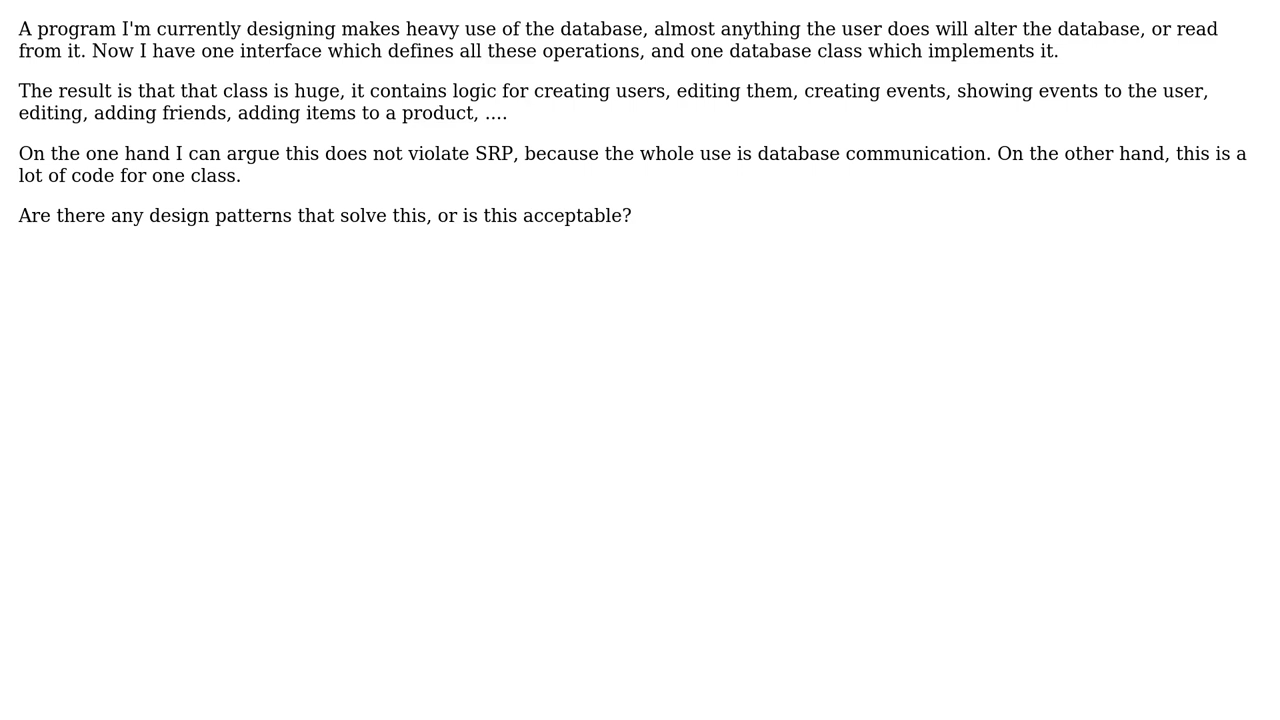 A program I'm currently designing makes heavy use of the database, almost anything the user does will alter the database, or read
from it. Now I have one interface which defines all these operations, and one database class which implements it.
The result is that that class is huge, it contains logic for creating users, editing them, creating events, showing events to the user,
editing, adding friends, adding items to a product, ....
On the one hand I can argue this does not violate SRP, because the whole use is database communication. On the other hand, this is a
lot of code for one class.
Are there any design patterns that solve this, or is this acceptable?